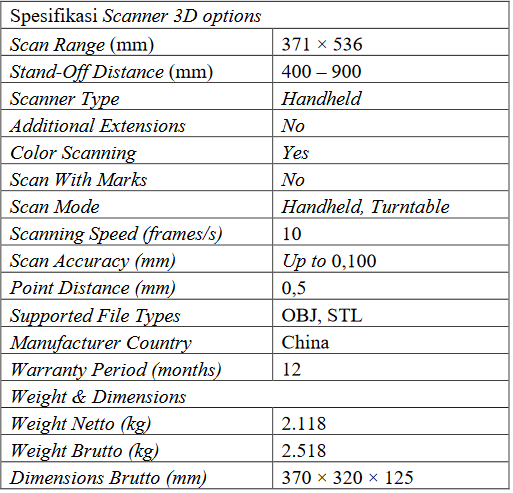 Spesifikasi Scanner 3D options
Scan Range (mm) 371 × 536
Stand-Off Distance (mm) 400 – 900
Scanner Type Handheld
Additional Extensions No
Color Scanning Yes
Scan With Marks No
Scan Mode Handheld, Turntable
Scanning Speed (frames/s) 10
Scan Accuracy (mm) Up to 0,100
Point Distance (mm) 0,5
Supported File Types OBJ, STL
Manufacturer Country China
Warranty Period (months) 12
Weight & Dimensions
Weight Netto (kg) 2.118
Weight Brutto (kg) 2.518
Dimensions Brutto (mm) 370 × 320 × 125